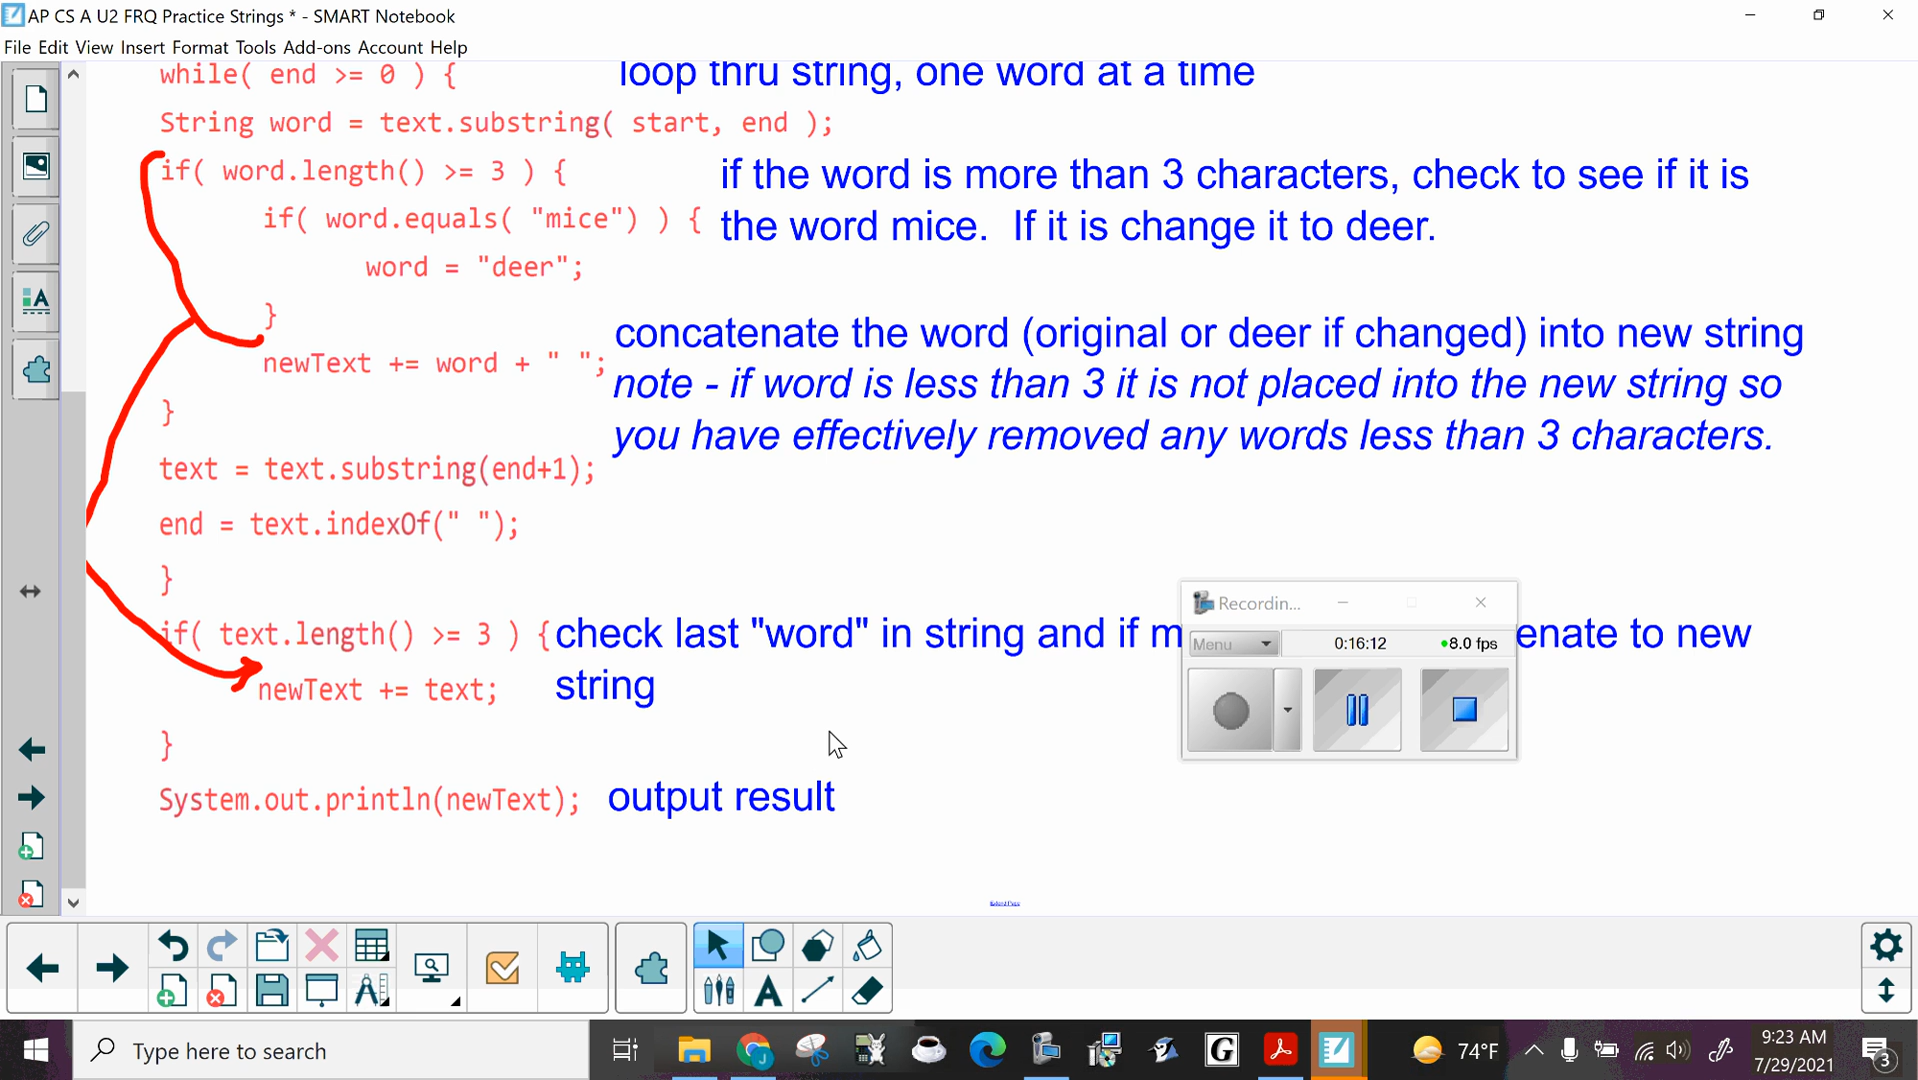 AP CS A U2 FRQ Practice Strings * - SMART Notebook
File Edit View Insert Format Tools Add-ons Account Help
while( end >= 0 ) {
loop thru string, one word at a time
String word = text.substring( start, end );
if( word.length() >= 3 ) {
if the word is more than 3 characters, check to see if it is
if( word.equals( "mice") ) {
the word mice.  If it is change it to deer.
word = "deer";
}
concatenate the word (original or deer if changed) into new string
newText += word + " ";
note - if word is less than 3 it is not placed into the new string so
}
you have effectively removed any words less than 3 characters.
text = text.substring(end+1);
end = text.indexOf(" ");
}
Recordin...
if( text.length() >= 3 ) {
check last "word" in string and if m
enate to new
Menu
0:16:12
8.0 fps
newText += text;
string
}
System.out.println(newText);
output result
Type here to search
G
74°F
9:23 AM
7/29/2021
3